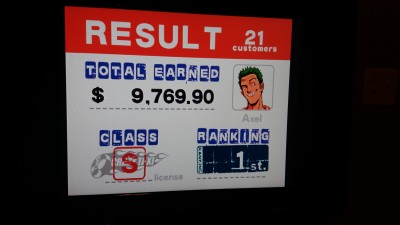 RESULT
21
customers
TOTAL EARNED
$ 9,769.90
Axel
CLASS
S
license
RANKING
1st.